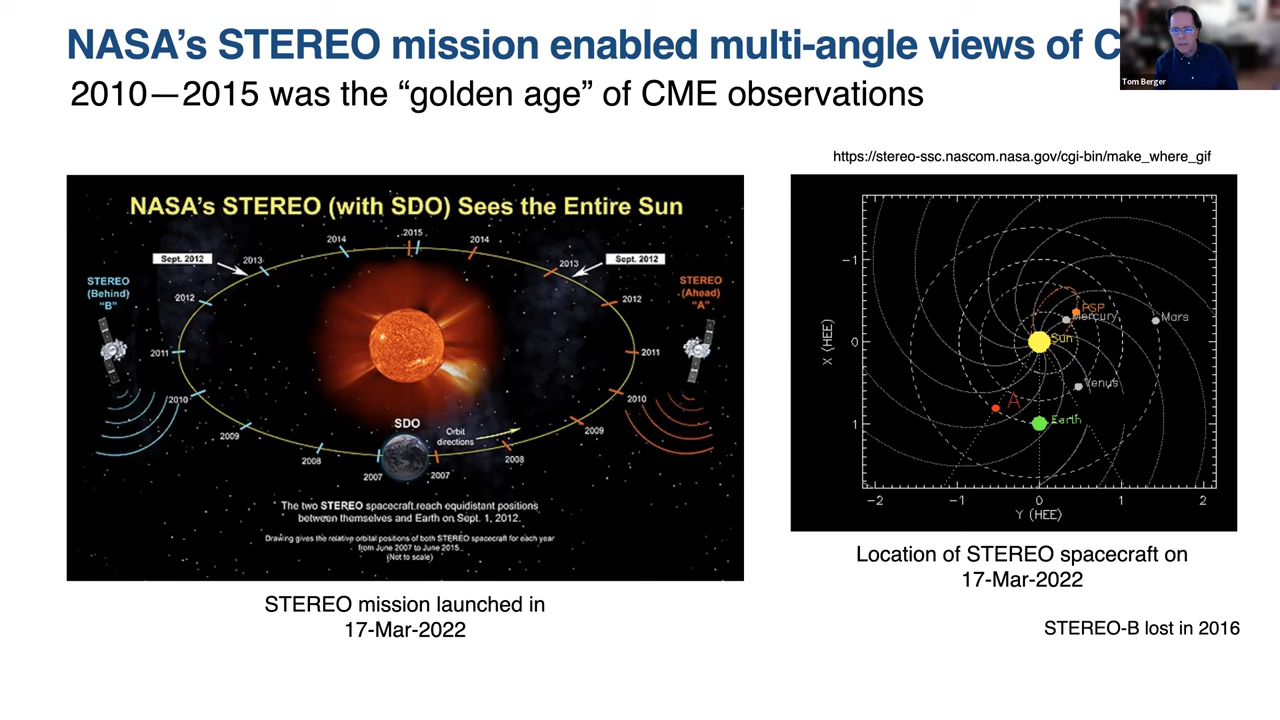 NASA’s STEREO mission enabled multi-angle views of C
Tom Berger
2010—2015 was the “golden age” of CME observations
https://stereo-ssc.nascom.nasa.gov/cgi-bin/make_where_gif
NASA’s STEREO (with SDO) Sees the Entire Sun
2014
2015
2014
Sept. 2012
2013
2013
Sept. 2012
STEREO
(Behind)
"B"
2012
2012
STEREO
(Ahead)
"A"
2011
2011
2010
2010
2009
2009
2008
2008
2007
2007
SDO
Orbit
directions
The two STEREO spacecraft reach equidistant positions
between themselves and Earth on Sept. 1, 2012.
Drawing gives the relative orbital positions of both STEREO spacecraft for each year
from June 2007 to June 2015.
(Not to scale)
STEREO mission launched in
17-Mar-2022
X (HEE)
−1
0
1
PSP
Mercury
Mars
Sun
Venus
A
Earth
−2
−1
0
1
2
Y (HEE)
Location of STEREO spacecraft on
17-Mar-2022
STEREO-B lost in 2016